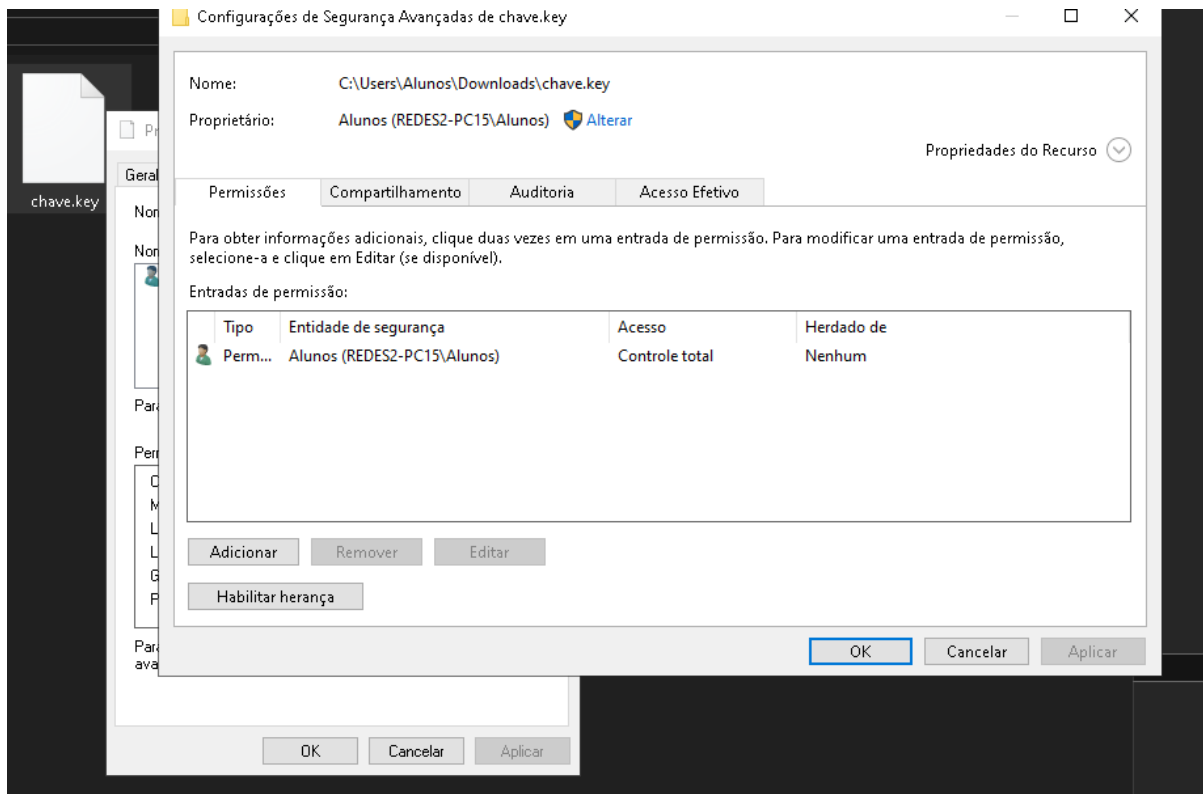 Configurações de Segurança Avançadas de chave.key
Nome: C:\Users\Alunos\Downloads\chave.key
Proprietário: Alunos (REDES2-PC15\Alunos) Alterar
Propriedades do Recurso
Permissões Compartilhamento Auditoria Acesso Efetivo
Para obter informações adicionais, clique duas vezes em uma entrada de permissão. Para modificar uma entrada de permissão,
selecione-a e clique em Editar (se disponível).
Entradas de permissão:
Tipo Entidade de segurança Acesso Herdado de
Perm... Alunos (REDES2-PC15\Alunos) Controle total Nenhum
Adicionar Remover Editar
Habilitar herança
OK Cancelar Aplicar
chave.key
Geral
OK Cancelar Aplicar